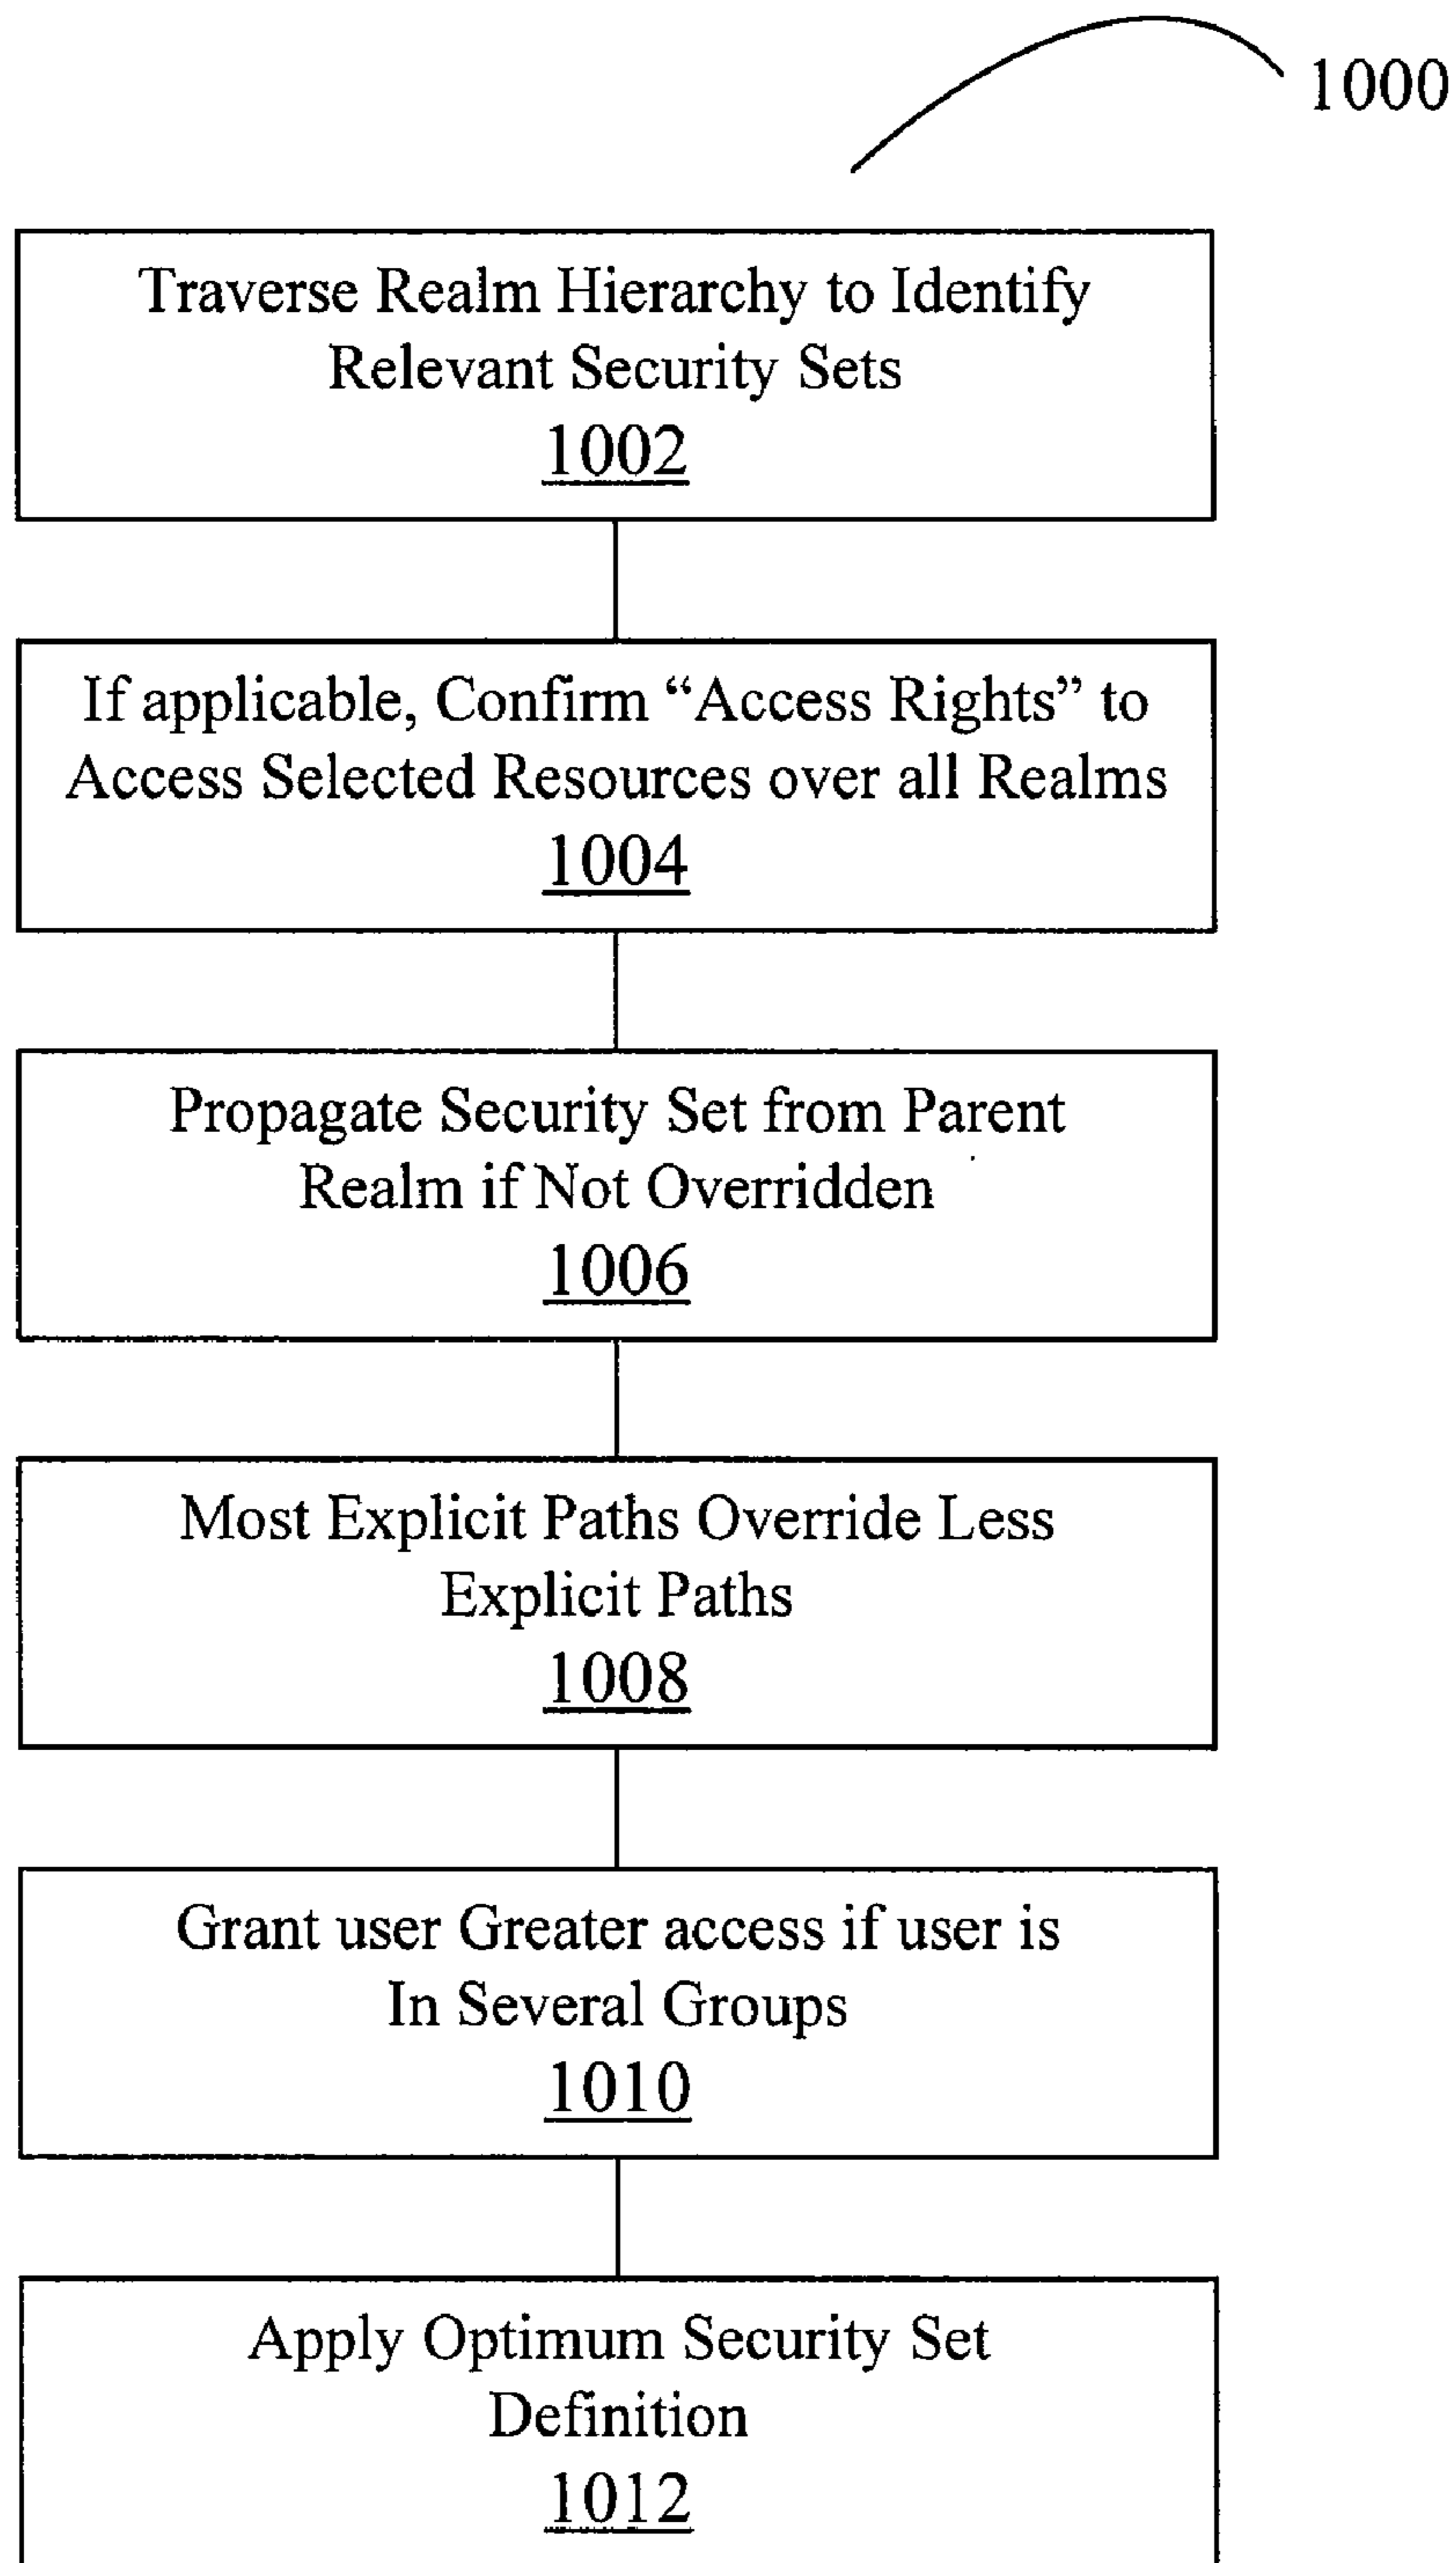 1000
Traverse Realm Hierarchy to Identify
Relevant Security Sets
1002
If applicable, Confirm “Access Rights” to
Access Selected Resources over all Realms
1004
Propagate Security Set from Parent
Realm if Not Overridden
1006
Most Explicit Paths Override Less
Explicit Paths
1008
Grant user Greater access if user is
In Several Groups
1010
Apply Optimum Security Set
Definition
1012